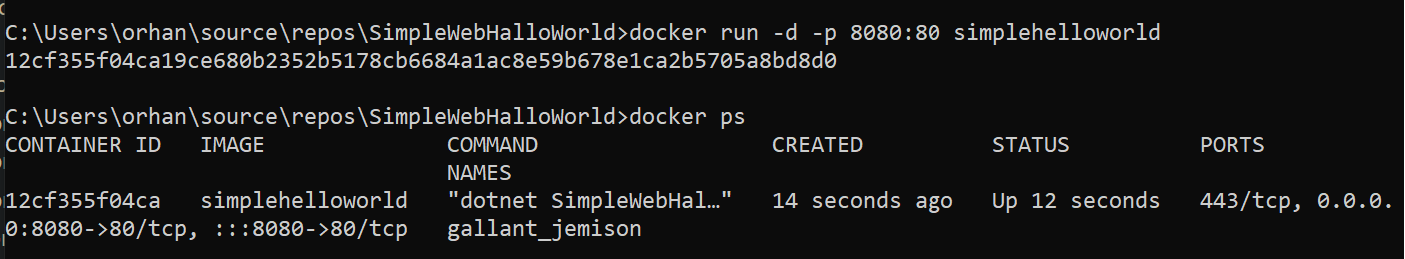 C:\Users\orhan\source\repos\SimpleWebHalloWorld>docker run -d -p 8080:80 simplehelloworld
12cf355f04ca19ce680b2352b5178cb6684a1ac8e59b678e1ca2b5705a8bd8d0
C:\Users\orhan\source\repos\SimpleWebHalloWorld>docker ps
CONTAINER ID   IMAGE              COMMAND                  CREATED          STATUS          PORTS
NAMES
12cf355f04ca   simplehelloworld   "dotnet SimpleWebHal…"   14 seconds ago   Up 12 seconds   443/tcp, 0.0.0.
0:8080->80/tcp, :::8080->80/tcp   gallant_jemison